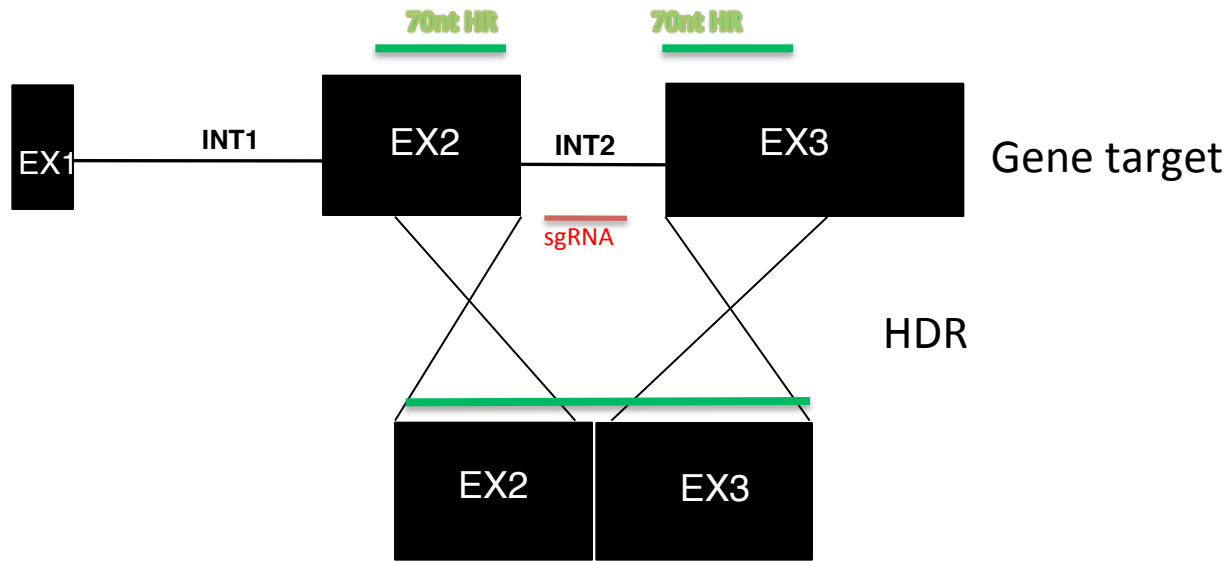 70nt HR
70nt HR
EX1
INT1
EX2
INT2
EX3
Gene target
sgRNA
HDR
EX2
EX3